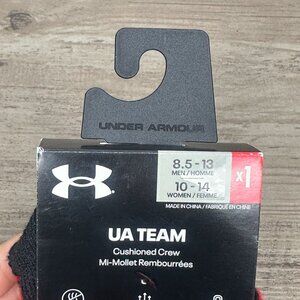 UNDER ARMOUR
8.5 - 13
MEN / HOMME
10 - 14
WOMEN / FEMME
x1
MADE IN CHINA / FABRIQUÉ EN CHINE
UA TEAM
Cushioned Crew
Mi-Mollet Rembourrées